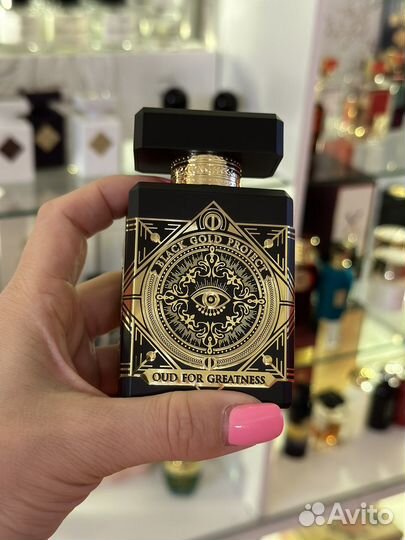 BLACK GOLD PROJECT
OUD FOR GREATNESS
Avito